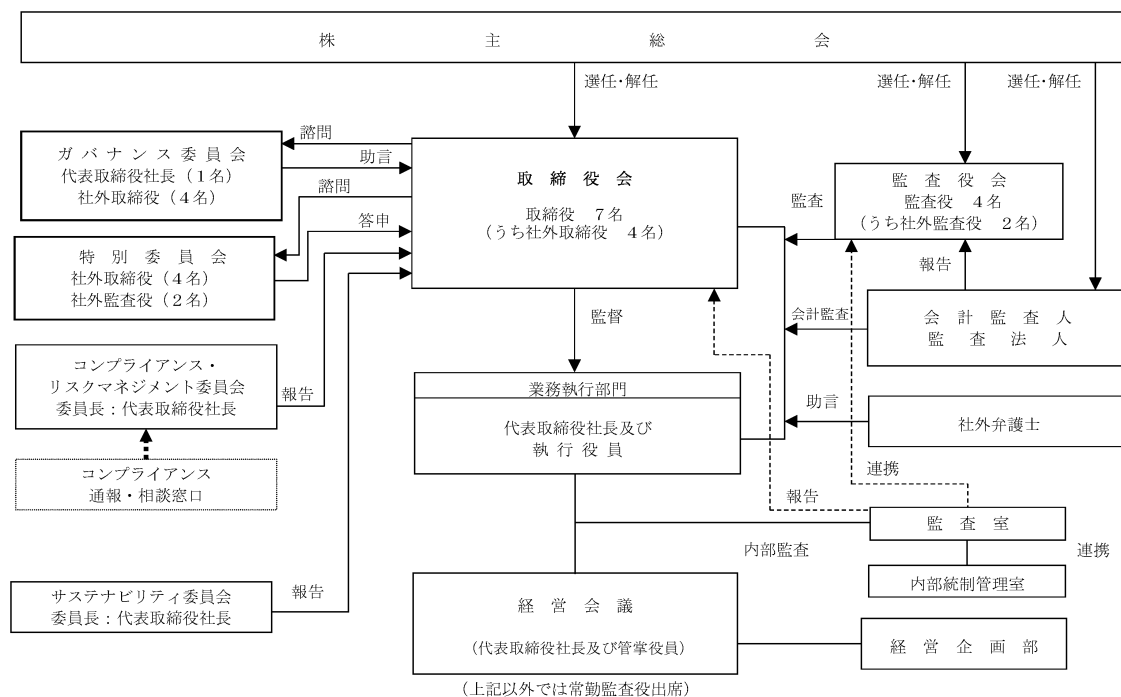 株主総会
選任・解任
選任・解任
選任・解任
諮問
ガバナンス委員会
代表取締役社長（1名）
社外取締役（4名）
助言
諮問
答申
取締役会
取締役 7名
（うち社外取締役 4名）
監査
監査役会
監査役 4名
（うち社外監査役 2名）
特別委員会
社外取締役（4名）
社外監査役（2名）
報告
監督
会計監査
会計監査人
監査法人
コンプライアンス・
リスクマネジメント委員会
委員長：代表取締役社長
報告
業務執行部門
代表取締役社長及び
執行役員
助言
社外弁護士
コンプライアンス
通報・相談窓口
連携
報告
監査室
内部監査
連携
内部統制管理室
サステナビリティ委員会
委員長：代表取締役社長
報告
経営会議
（代表取締役社長及び管掌役員）
経営企画部
（上記以外では常勤監査役出席）